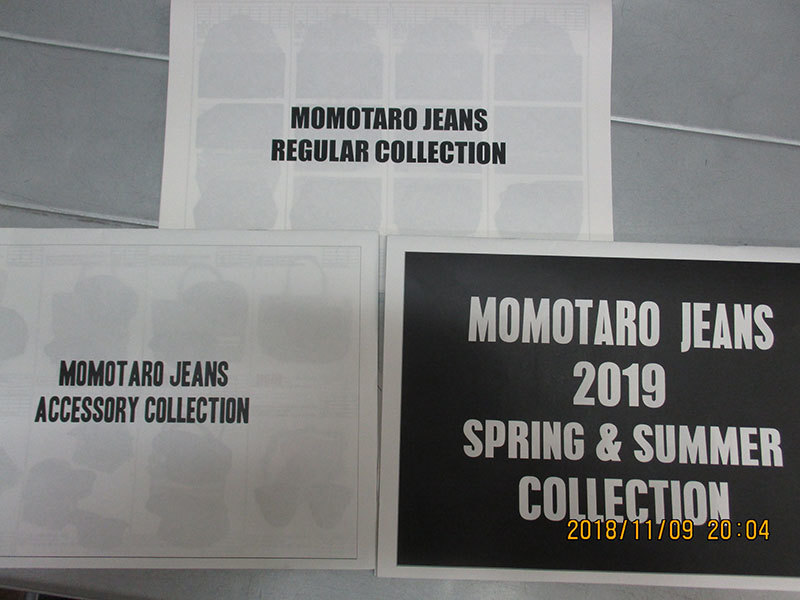 MOMOTARO JEANS
REGULAR COLLECTION
MOMOTARO JEANS
ACCESSORY COLLECTION
MOMOTARO JEANS
2019
SPRING & SUMMER
COLLECTION
2018/11/09 20:04